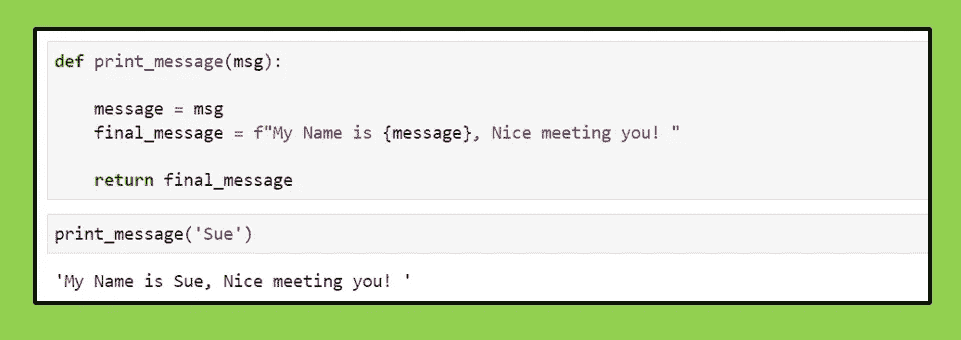 def print_message(msg):
    message = msg
    final_message = f"My Name is {message}, Nice meeting you! "
    return final_message
print_message('Sue')
'My Name is Sue, Nice meeting you! '